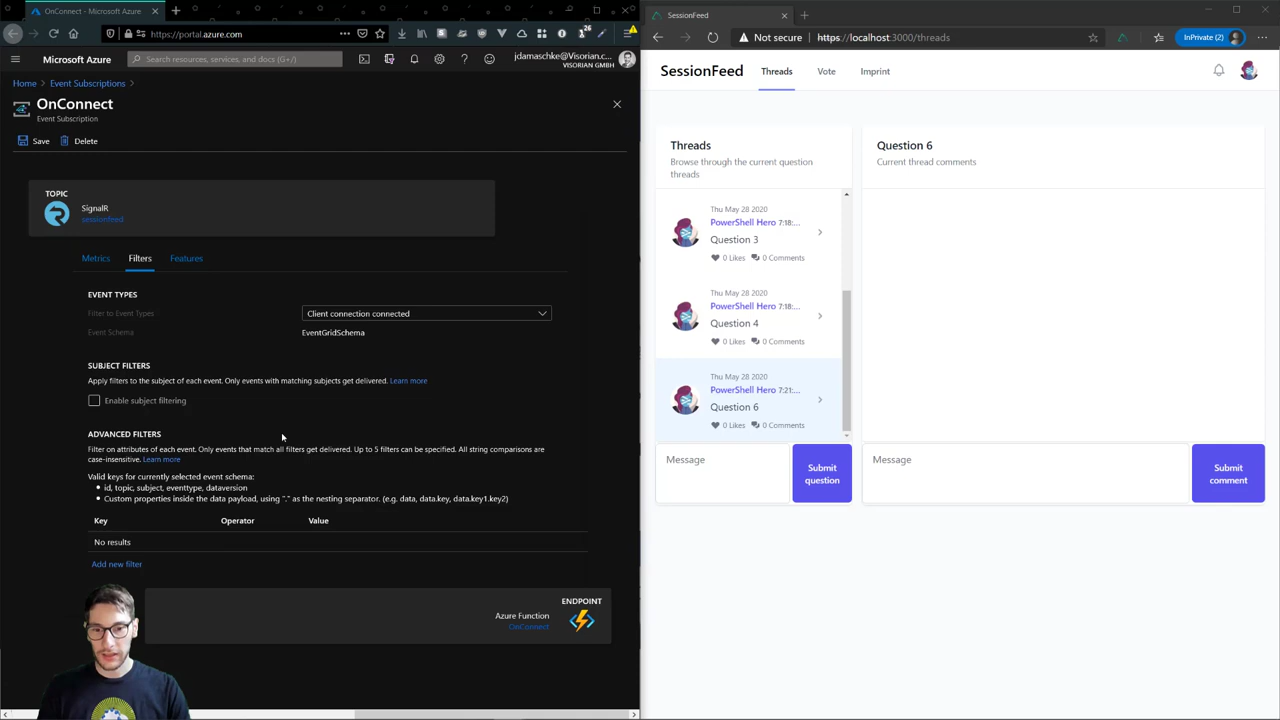 OnConnect - Microsoft Azure
https://portal.azure.com
26
Microsoft Azure
Search resources, services, and docs (G+/)
jdamaschke@Visorian.c...
VISORIAN GMBH
Home
Event Subscriptions
OnConnect
Event Subscription
Save
Delete
TOPIC
SignalR
sessionfeed
Metrics
Filters
Features
EVENT TYPES
Filter to Event Types
Client connection connected
Event Schema
EventGridSchema
SUBJECT FILTERS
Apply filters to the subject of each event. Only events with matching subjects get delivered. Learn more
Enable subject filtering
ADVANCED FILTERS
Filter on attributes of each event. Only events that match all filters get delivered. Up to 5 filters can be specified. All string comparisons are
case-insensitive. Learn more
Valid keys for currently selected event schema:
• id, topic, subject, eventtype, dataversion
• Custom properties inside the data payload, using "." as the nesting separator. (e.g. data, data.key, data.key1.key2)
Key Operator Value
No results
Add new filter
ENDPOINT
Azure Function
OnConnect
SessionFeed
Not secure
https://localhost:3000/threads
InPrivate (2)
SessionFeed
Threads
Vote
Imprint
Threads
Browse through the current question
threads
Thu May 28 2020
PowerShell Hero 7:18:...
Question 3
0 Likes 0 Comments
Thu May 28 2020
PowerShell Hero 7:18:...
Question 4
0 Likes 0 Comments
Thu May 28 2020
PowerShell Hero 7:21:...
Question 6
0 Likes 0 Comments
Message
Submit
question
Question 6
Current thread comments
Message
Submit
comment